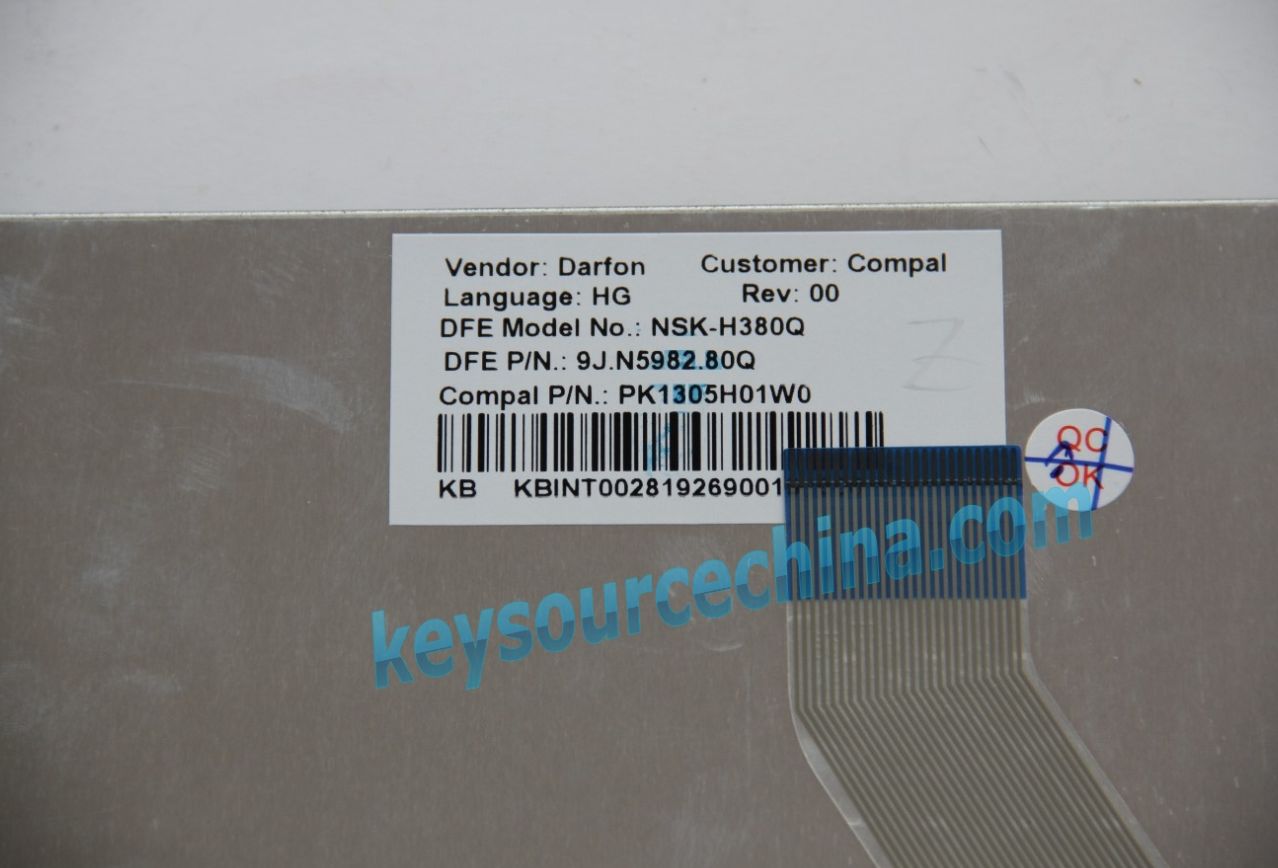 Vendor: Darfon Customer: Compal
Language: HG Rev: 00
DFE Model No.: NSK-H380Q
DFE P/N.: 9J.N5982.80Q
Compal P/N.: PK1305H01W0
Z
KB KBINT002819269001
QC
OK
keysourcechina.com